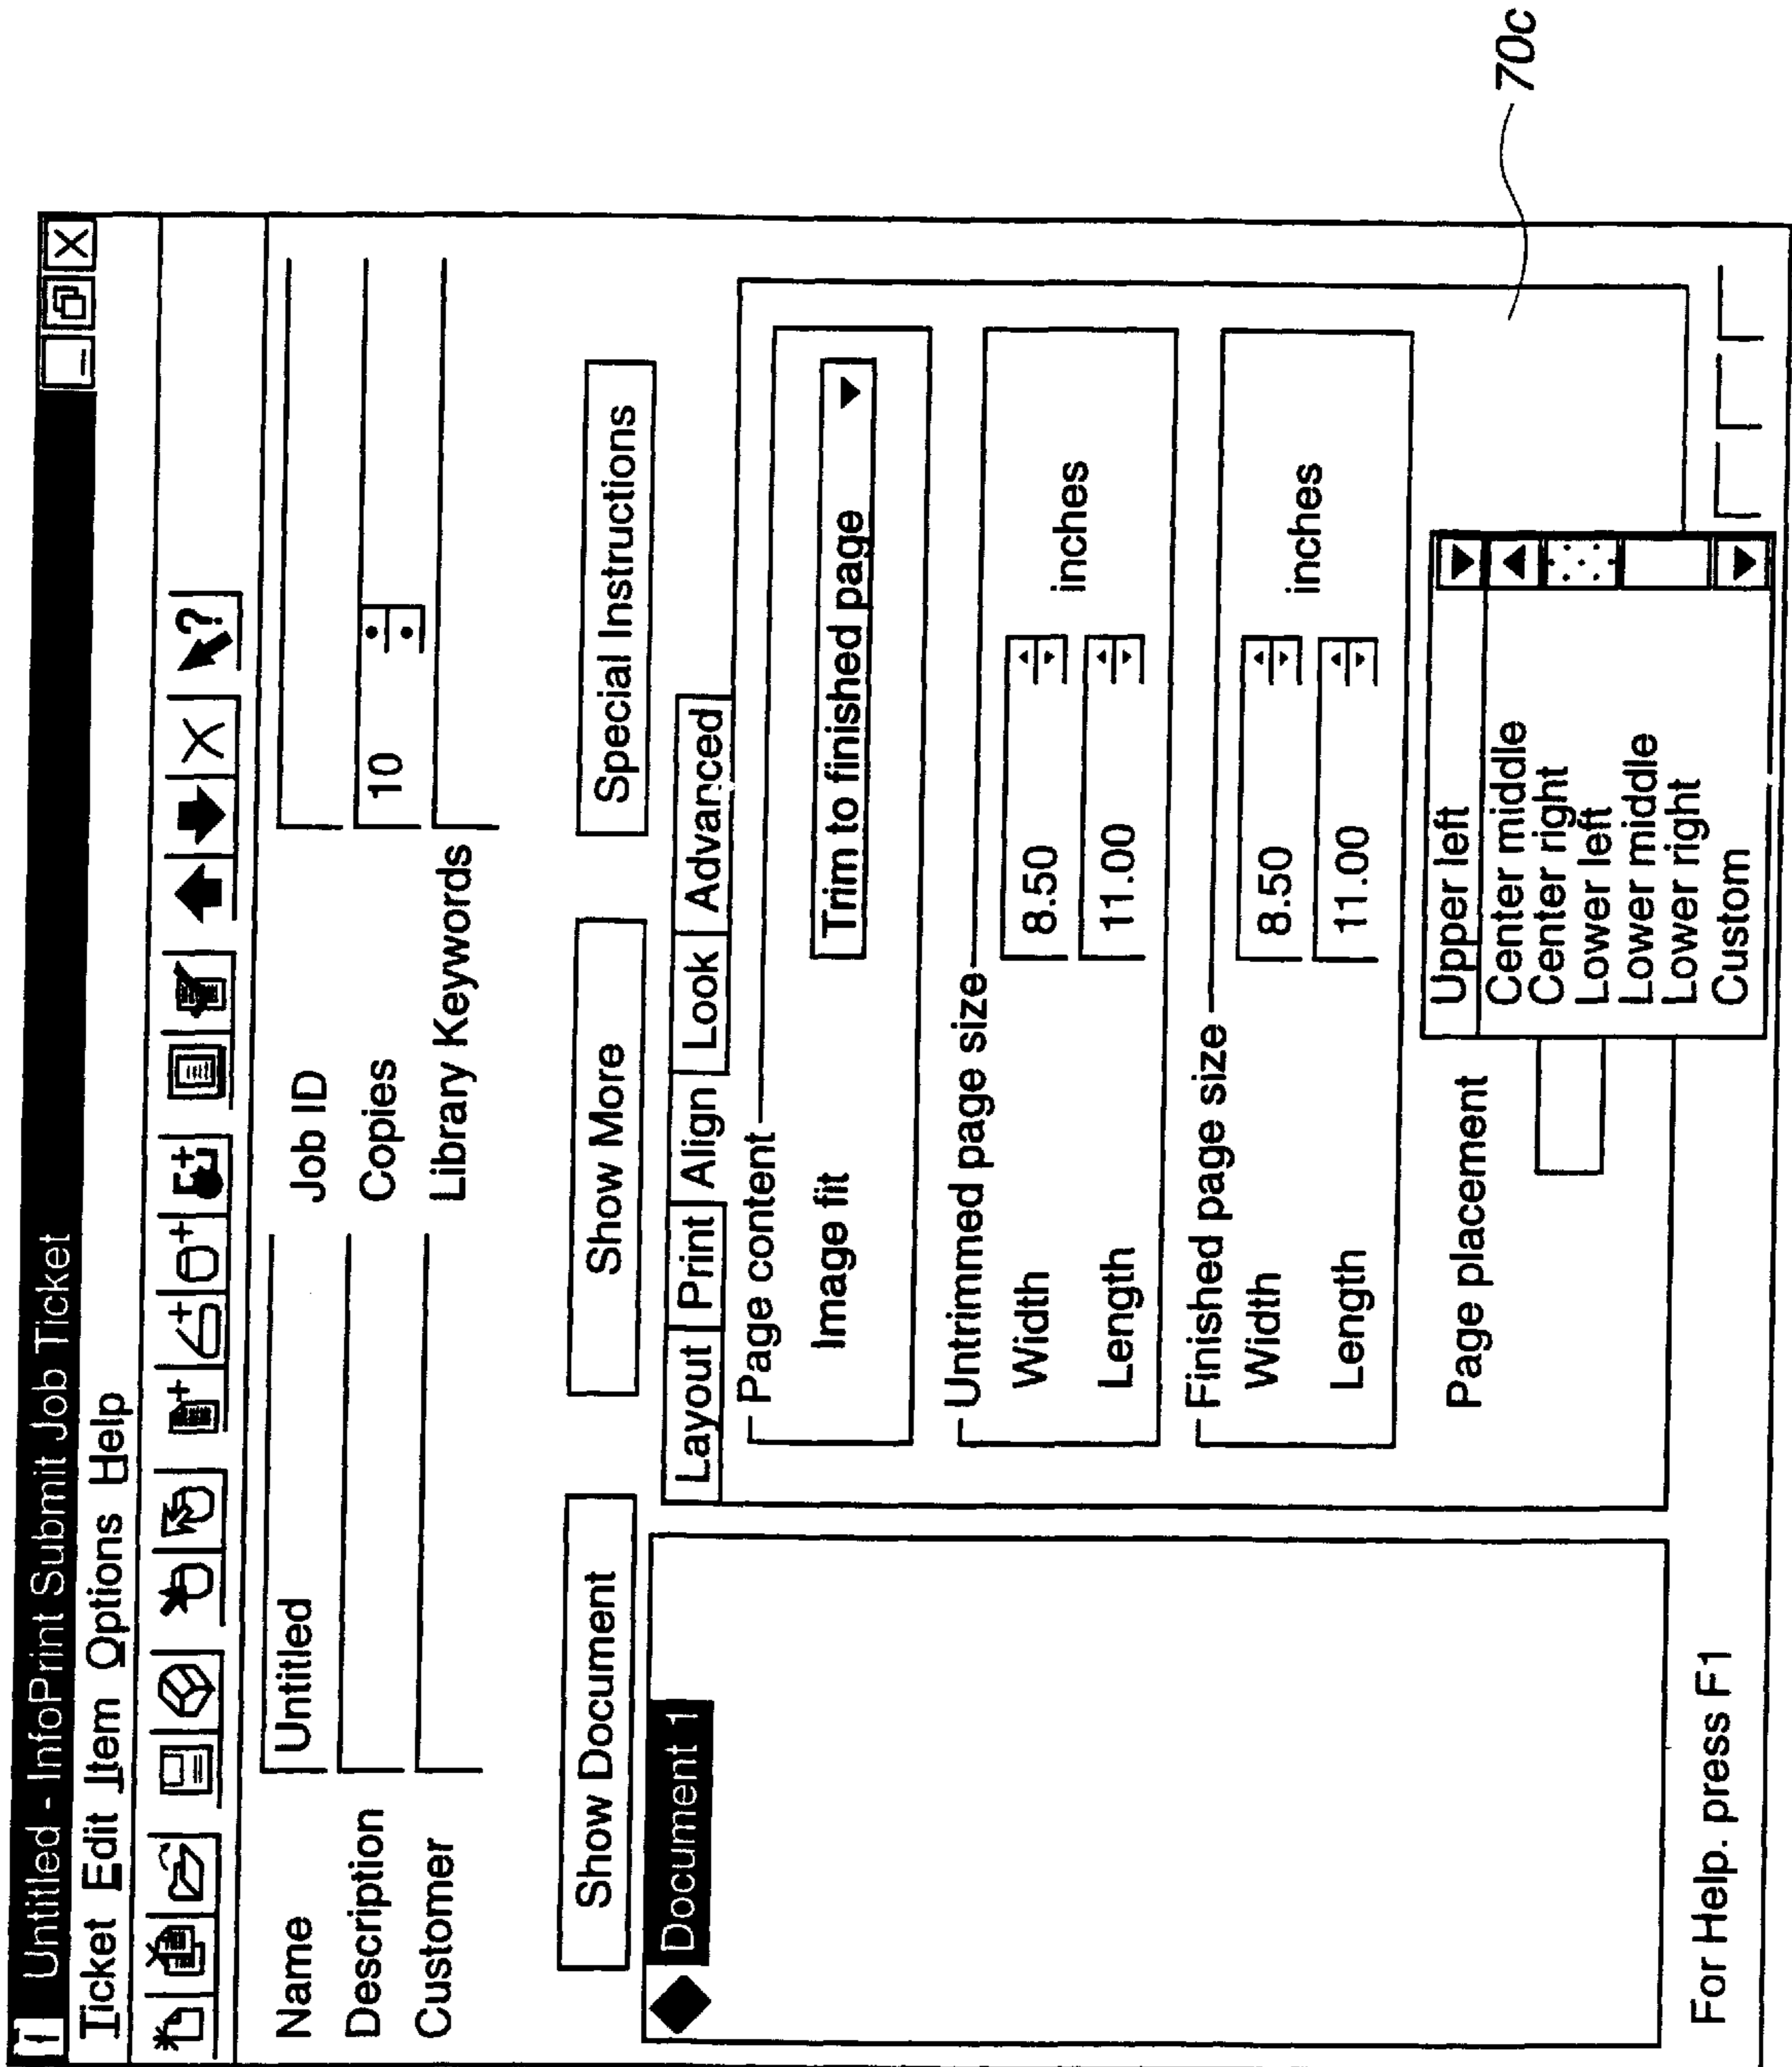 Untitled - InfoPrint Submit Job Ticket
Ticket Edit Item Options Help
Name Untitled Job ID
Description Copies 10
Customer Library Keywords
Show Document Show More Special Instructions
Document 1
Layout Print Align Look Advanced
Page content
Image fit Trim to finished page
Untrimmed page size
Width 8.50
Length 11.00 inches
Finished page size
Width 8.50
Length 11.00 inches
Page placement Upper left
Center middle
Center right
Lower left
Lower middle
Lower right
Custom
For Help. press F1
70c